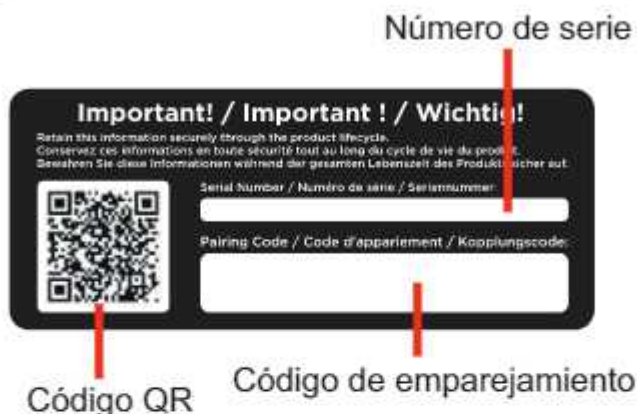 Número de serie
Important! / Important ! / Wichtig!
Retain this information securely through the product lifecycle.
Conservez ces informations en toute sécurité tout au long du cycle de vie du produit.
Bewahren Sie diese Informationen während der gesamten Lebenszeit des Produkts sicher auf.
Serial Number / Numéro de série / Seriennummer:
Pairing Code / Code d'appariement / Kopplungscode:
Código QR
Código de emparejamiento